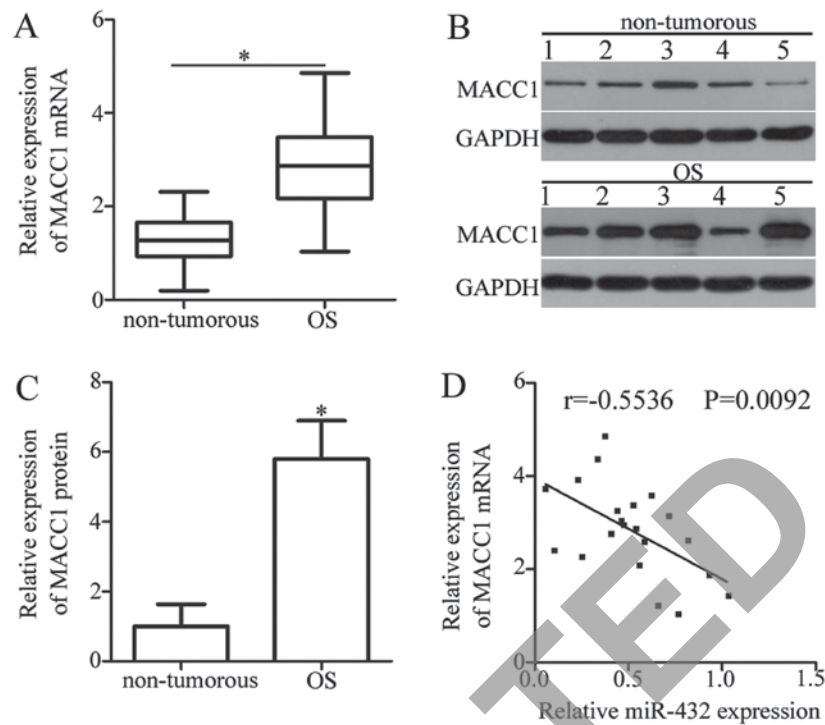 A
Relative expression
of MACC1 mRNA
6
4
2
0
*
non-tumorous
OS
B
non-tumorous
1 2 3 4 5
MACC1
GAPDH
OS
1 2 3 4 5
MACC1
GAPDH
C
Relative expression
of MACC1 protein
8
6
4
2
0
*
non-tumorous
OS
D
Relative expression
of MACC1 mRNA
6
4
2
0
r=-0.5536 P=0.0092
0.0 0.5 1.0 1.5
Relative miR-432 expression
TED